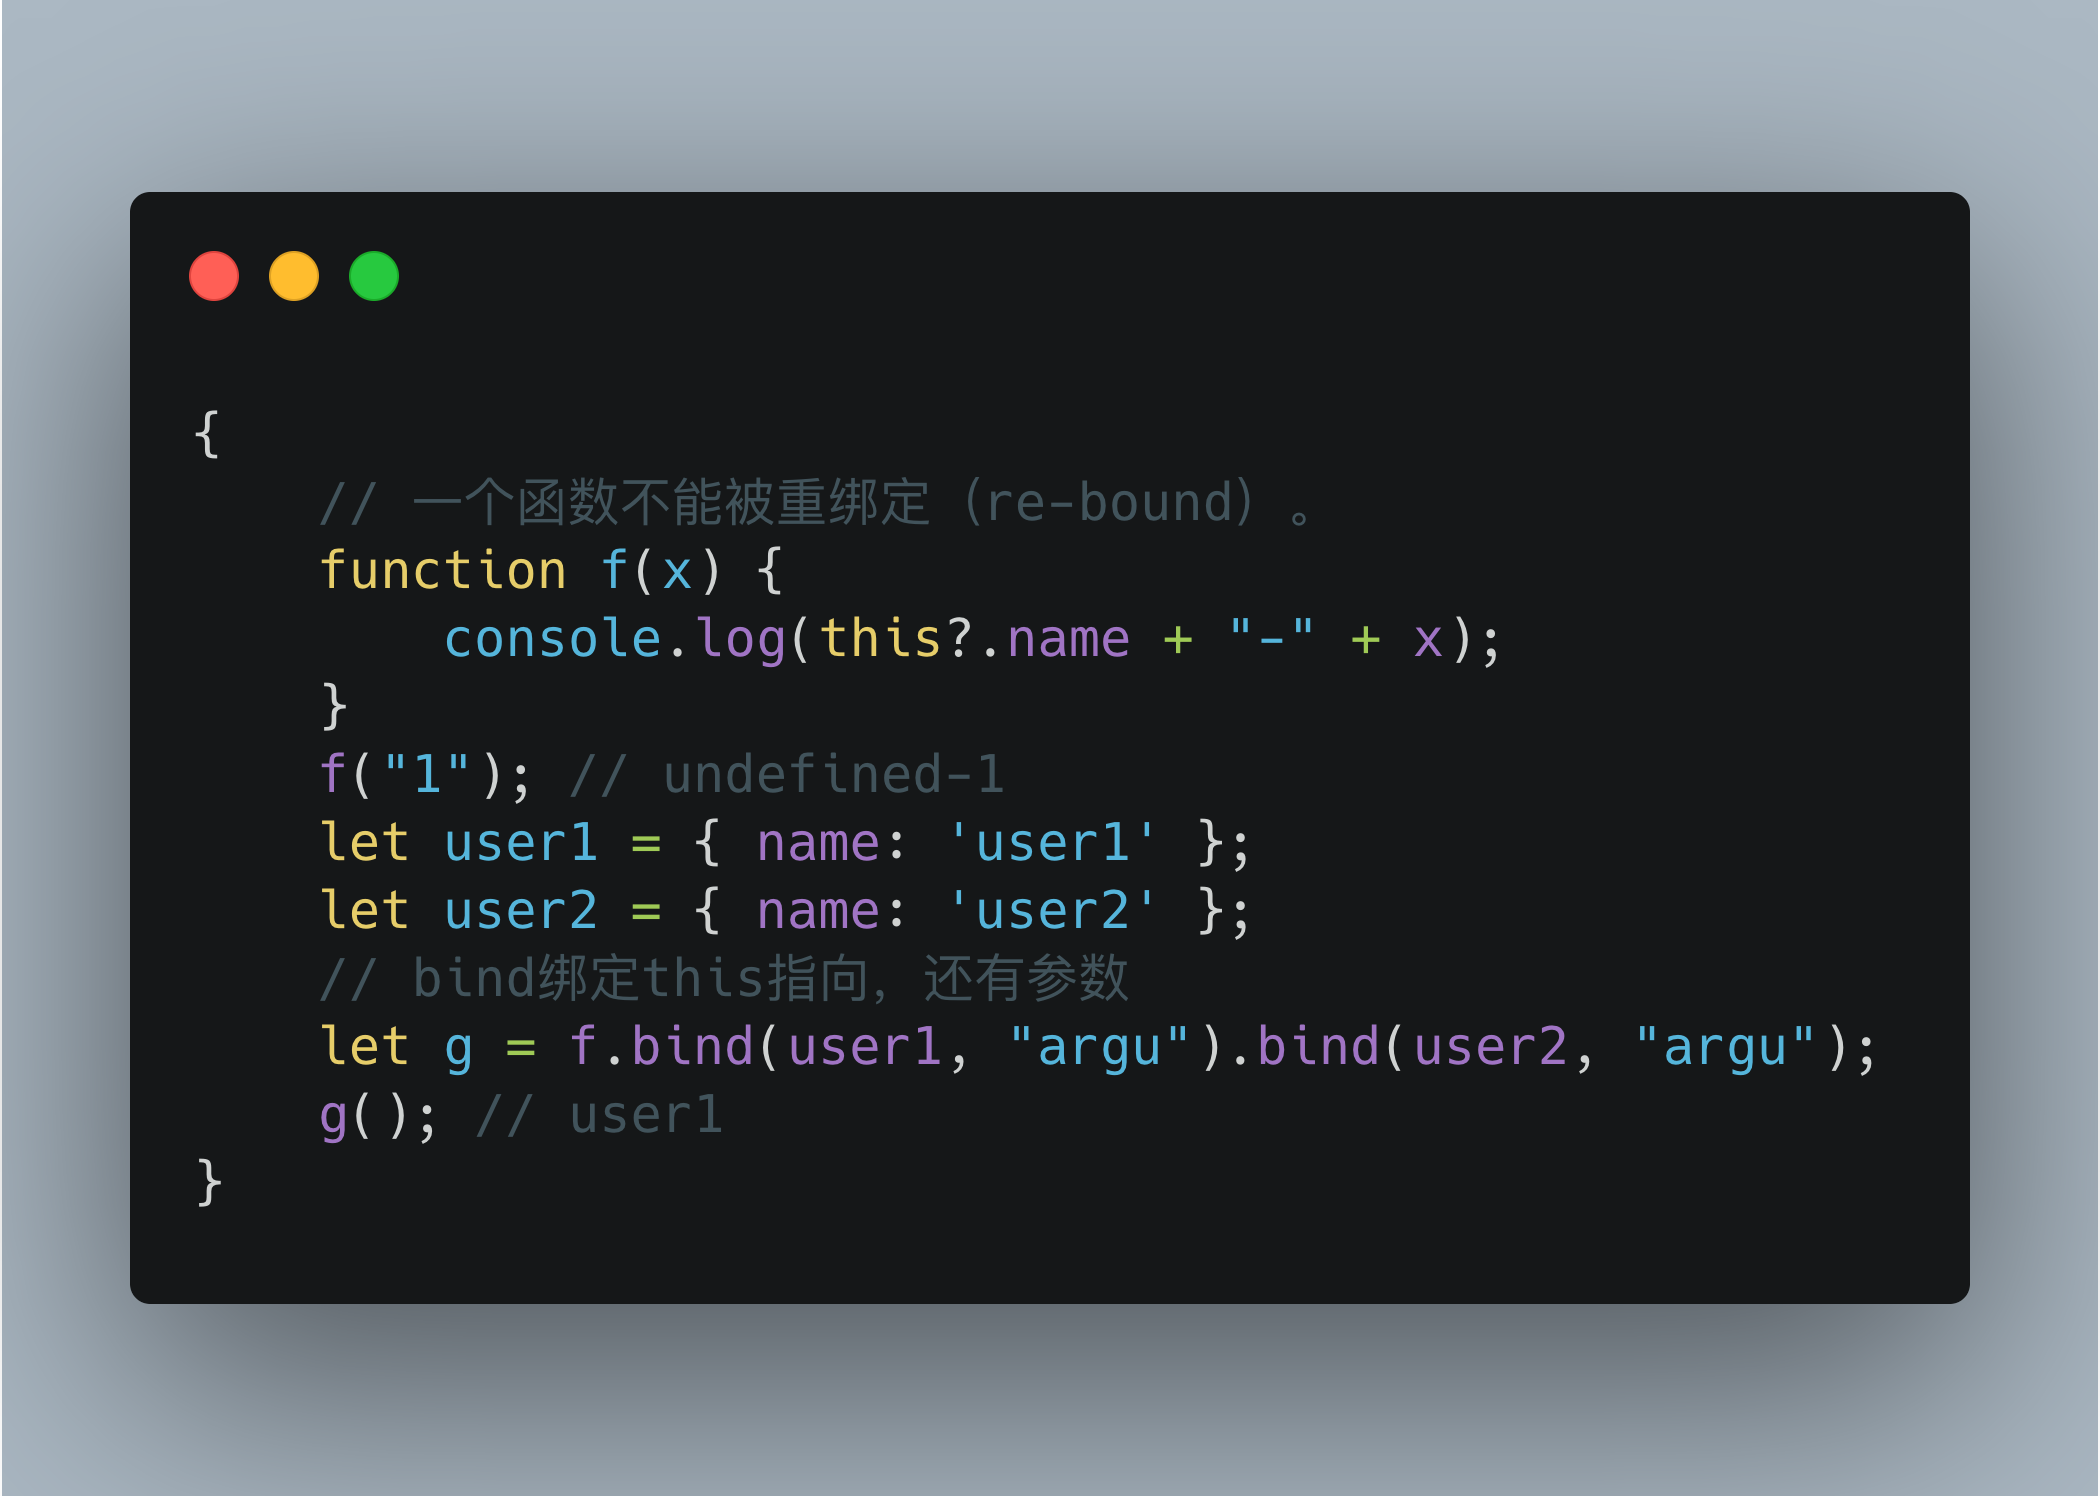 {
    // 一个函数不能被重绑定（re-bound）。
    function f(x) {
        console.log(this?.name + "-" + x);
    }
    f("1"); // undefined-1
    let user1 = { name: 'user1' };
    let user2 = { name: 'user2' };
    // bind绑定this指向，还有参数
    let g = f.bind(user1, "argu").bind(user2, "argu");
    g(); // user1
}